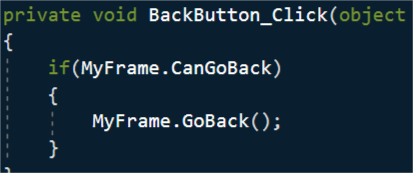 private void BackButton_Click(object
{
if(MyFrame.CanGoBack)
{
MyFrame.GoBack();
}
}